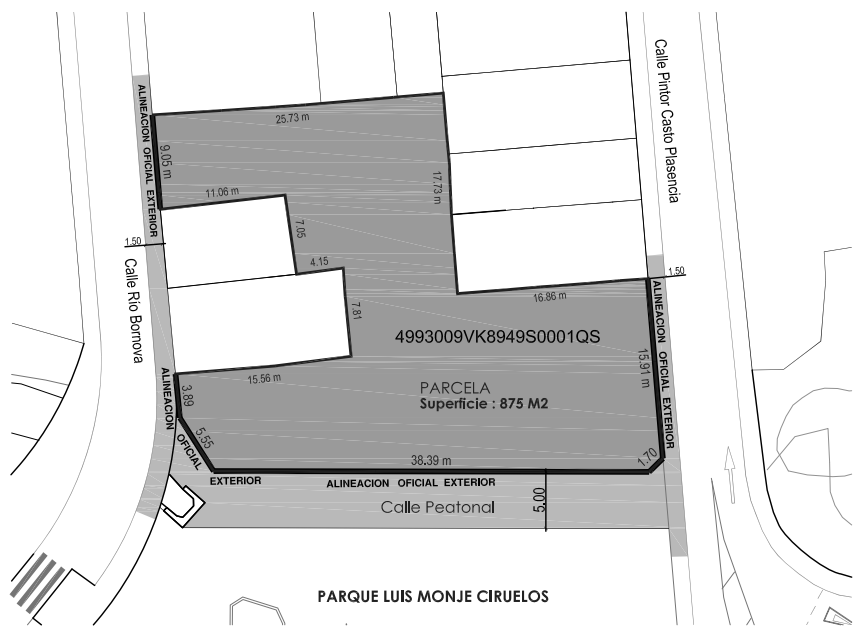 Calle Pintor Casto Plasencia
ALINEACION OFICIAL EXTERIOR
25.73 m
9.05 m
17.73 m
11.06 m
7.05
1.50
4.15
1.50
Calle Río Bornova
16.86 m
7.81
4993009VK8949S0001QS
ALINEACION OFICIAL EXTERIOR
15.91 m
15.56 m
PARCELA
Superficie : 875 M2
3.89
ALINEACION OFICIAL EXTERIOR
5.55
38.39 m
1.70
ALINEACION OFICIAL EXTERIOR
5.00
Calle Peatonal
PARQUE LUIS MONJE CIRUELOS